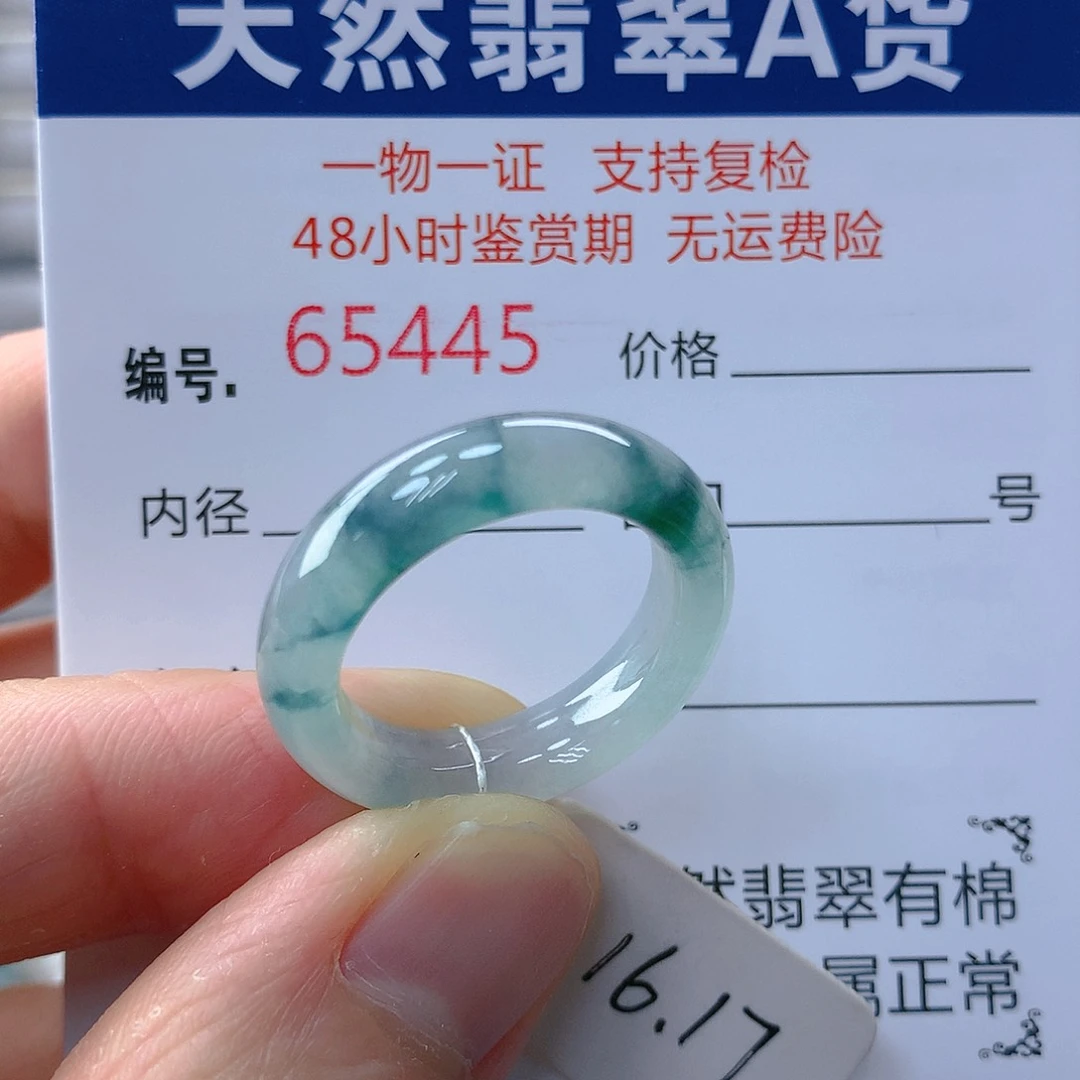 天然翡翠A货
一物一证 支持复检
48小时鉴赏期 无运费险
编号. 65445 价格
内径 号
然翡翠有棉
属正常
16.17